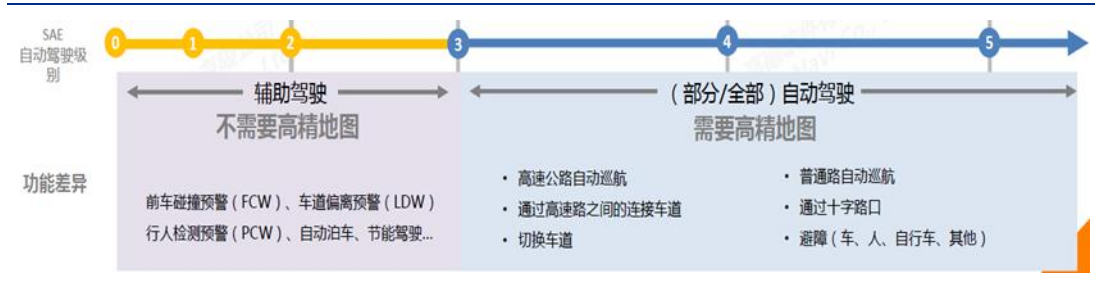 SAE
自动驾驶级
别
0
1
2
3
4
5
辅助驾驶
不需要高精地图
(部分/全部)自动驾驶
需要高精地图
功能差异
前车碰撞预警(FCW)、车道偏离预警(LDW)
行人检测预警(PCW)、自动泊车、节能驾驶...
• 高速公路自动巡航
• 通过高速路之间的连接车道
• 切换车道
• 普通路自动巡航
• 通过十字路口
• 避障(车、人、自行车、其他)